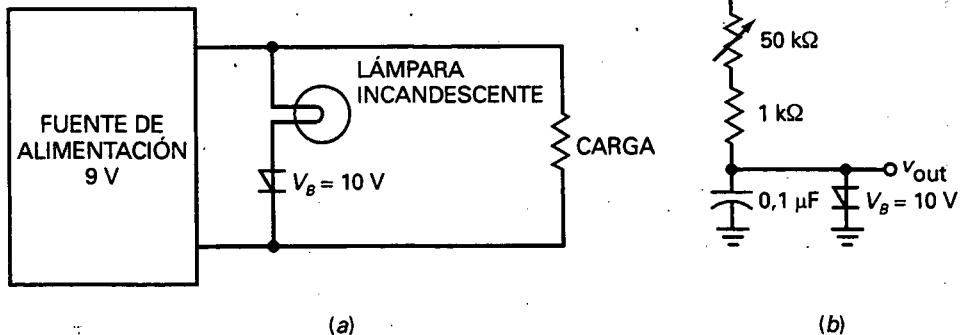 FUENTE DE
ALIMENTACIÓN
9 V
LÁMPARA
INCANDESCENTE
V_B = 10 V
CARGA
(a)
50 kΩ
1 kΩ
v_out
0,1 µF
V_B = 10 V
(b)